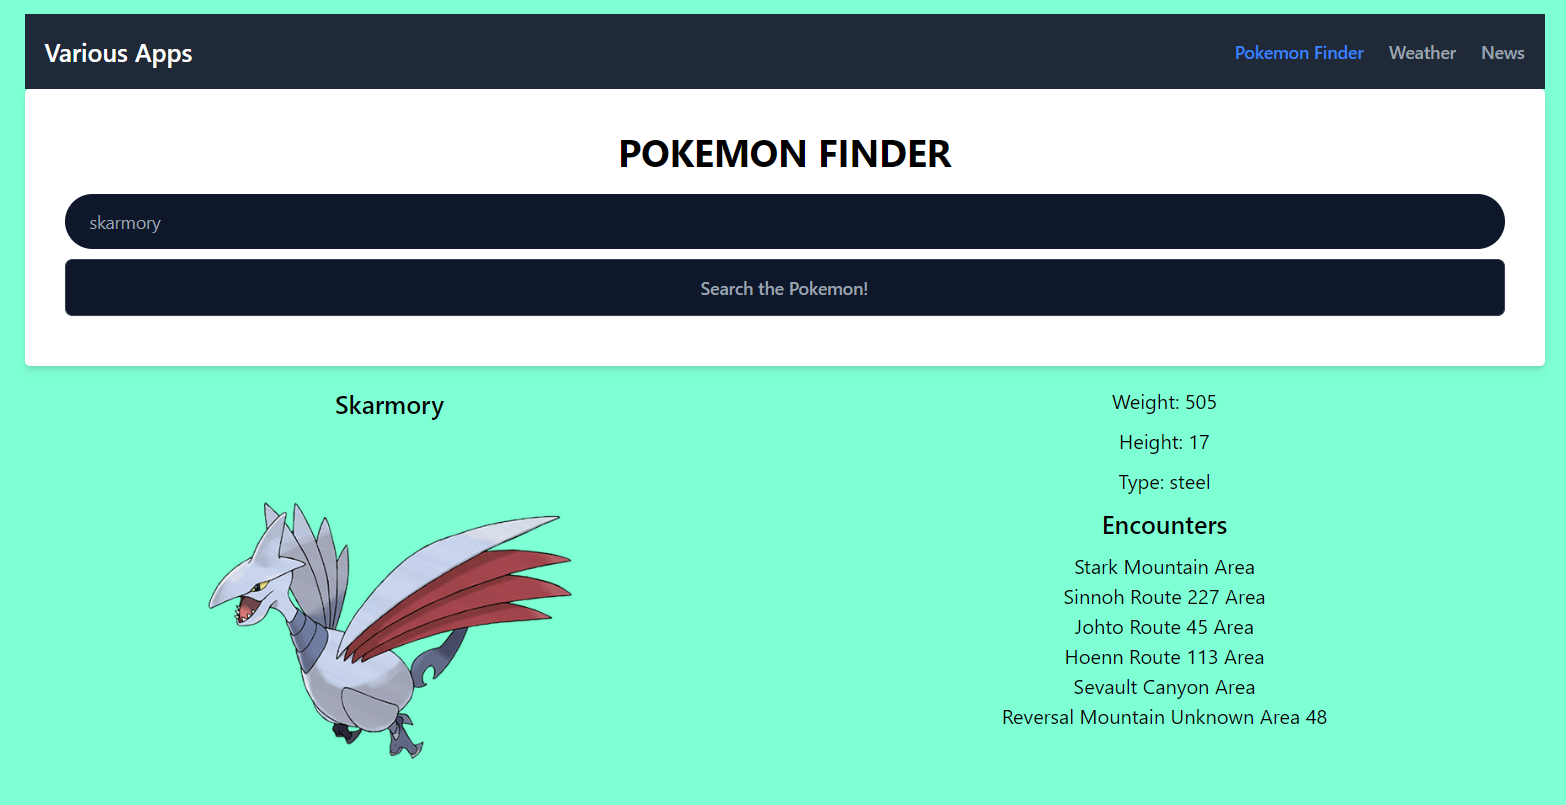 Various Apps
Pokemon Finder
Weather
News
POKEMON FINDER
skarmory
Search the Pokemon!
Skarmory
Weight: 505
Height: 17
Type: steel
Encounters
Stark Mountain Area
Sinnoh Route 227 Area
Johto Route 45 Area
Hoenn Route 113 Area
Sevault Canyon Area
Reversal Mountain Unknown Area 48